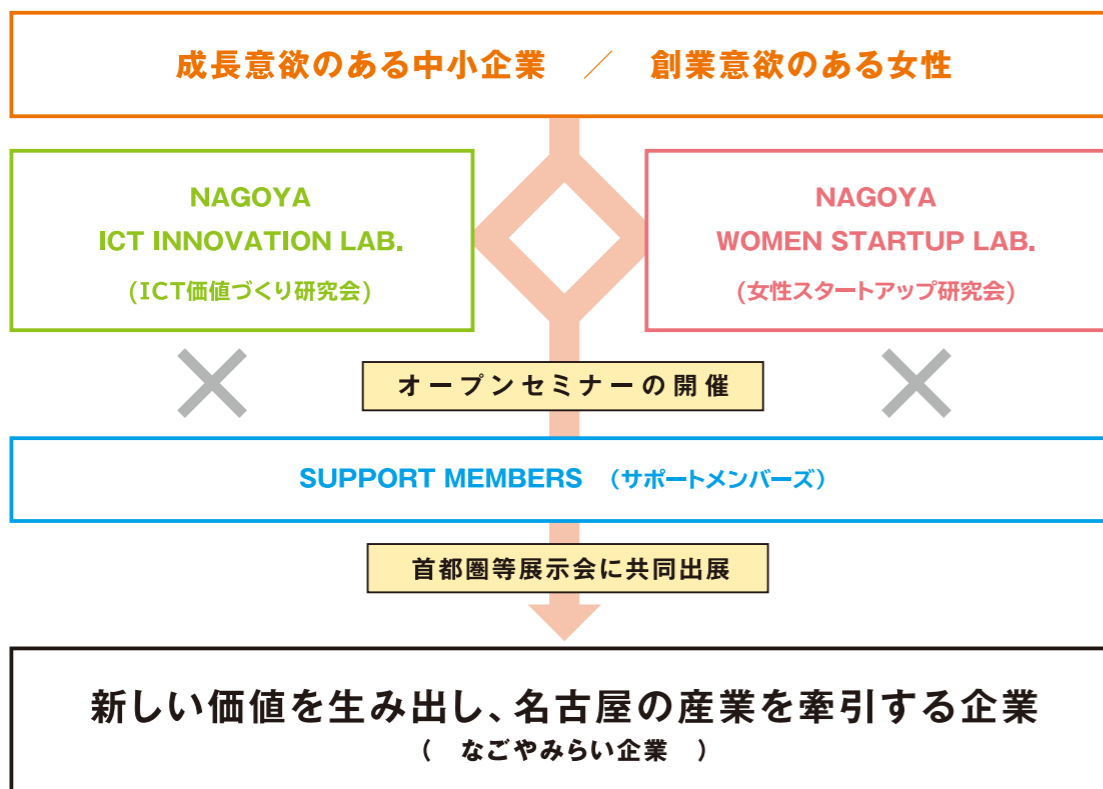 成長意欲のある中小企業 ／ 創業意欲のある女性
NAGOYA
ICT INNOVATION LAB.
(ICT価値づくり研究会)
NAGOYA
WOMEN STARTUP LAB.
(女性スタートアップ研究会)
オープンセミナーの開催
SUPPORT MEMBERS （サポートメンバーズ）
首都圏等展示会に共同出展
新しい価値を生み出し、名古屋の産業を牽引する企業
（ なごやみらい企業 ）